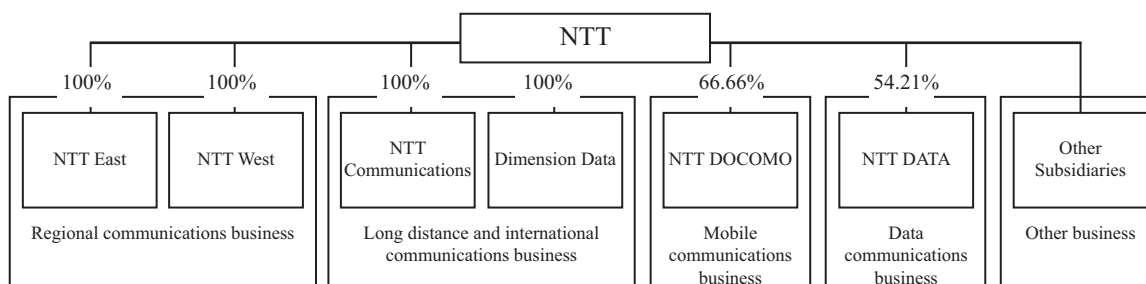 NTT
100%
100%
100%
100%
66.66%
54.21%
NTT East
NTT West
NTT
Communications
Dimension Data
NTT DOCOMO
NTT DATA
Other
Subsidiaries
Regional communications business
Long distance and international
communications business
Mobile
communications
business
Data
communications
business
Other business